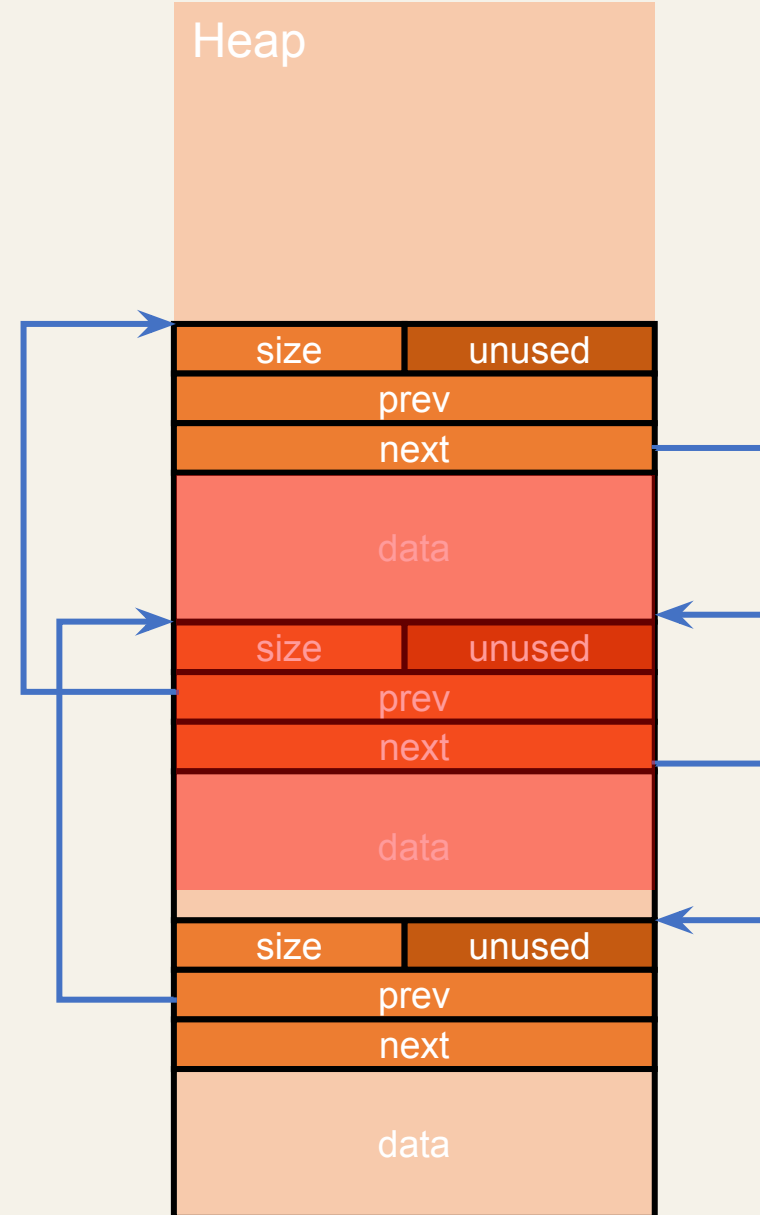 Heap
size unused
prev
next
data
size unused
prev
next
data
size unused
prev
next
data